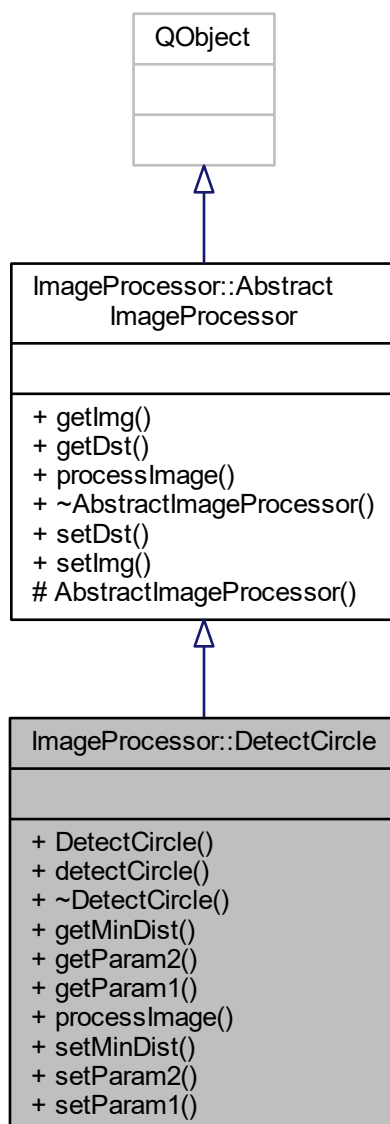 QObject
ImageProcessor::Abstract
ImageProcessor
+ getImg()
+ getDst()
+ processImage()
+ ~AbstractImageProcessor()
+ setDst()
+ setImg()
# AbstractImageProcessor()
ImageProcessor::DetectCircle
+ DetectCircle()
+ detectCircle()
+ ~DetectCircle()
+ getMinDist()
+ getParam2()
+ getParam1()
+ processImage()
+ setMinDist()
+ setParam2()
+ setParam1()